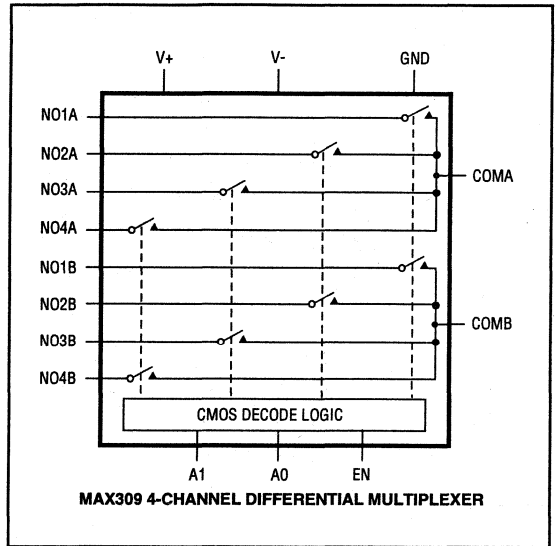 V+ V- GND
NO1A
NO2A
COMA
NO3A
NO4A
NO1B
NO2B
COMB
NO3B
NO4B
CMOS DECODE LOGIC
A1 A0 EN
MAX309 4-CHANNEL DIFFERENTIAL MULTIPLEXER